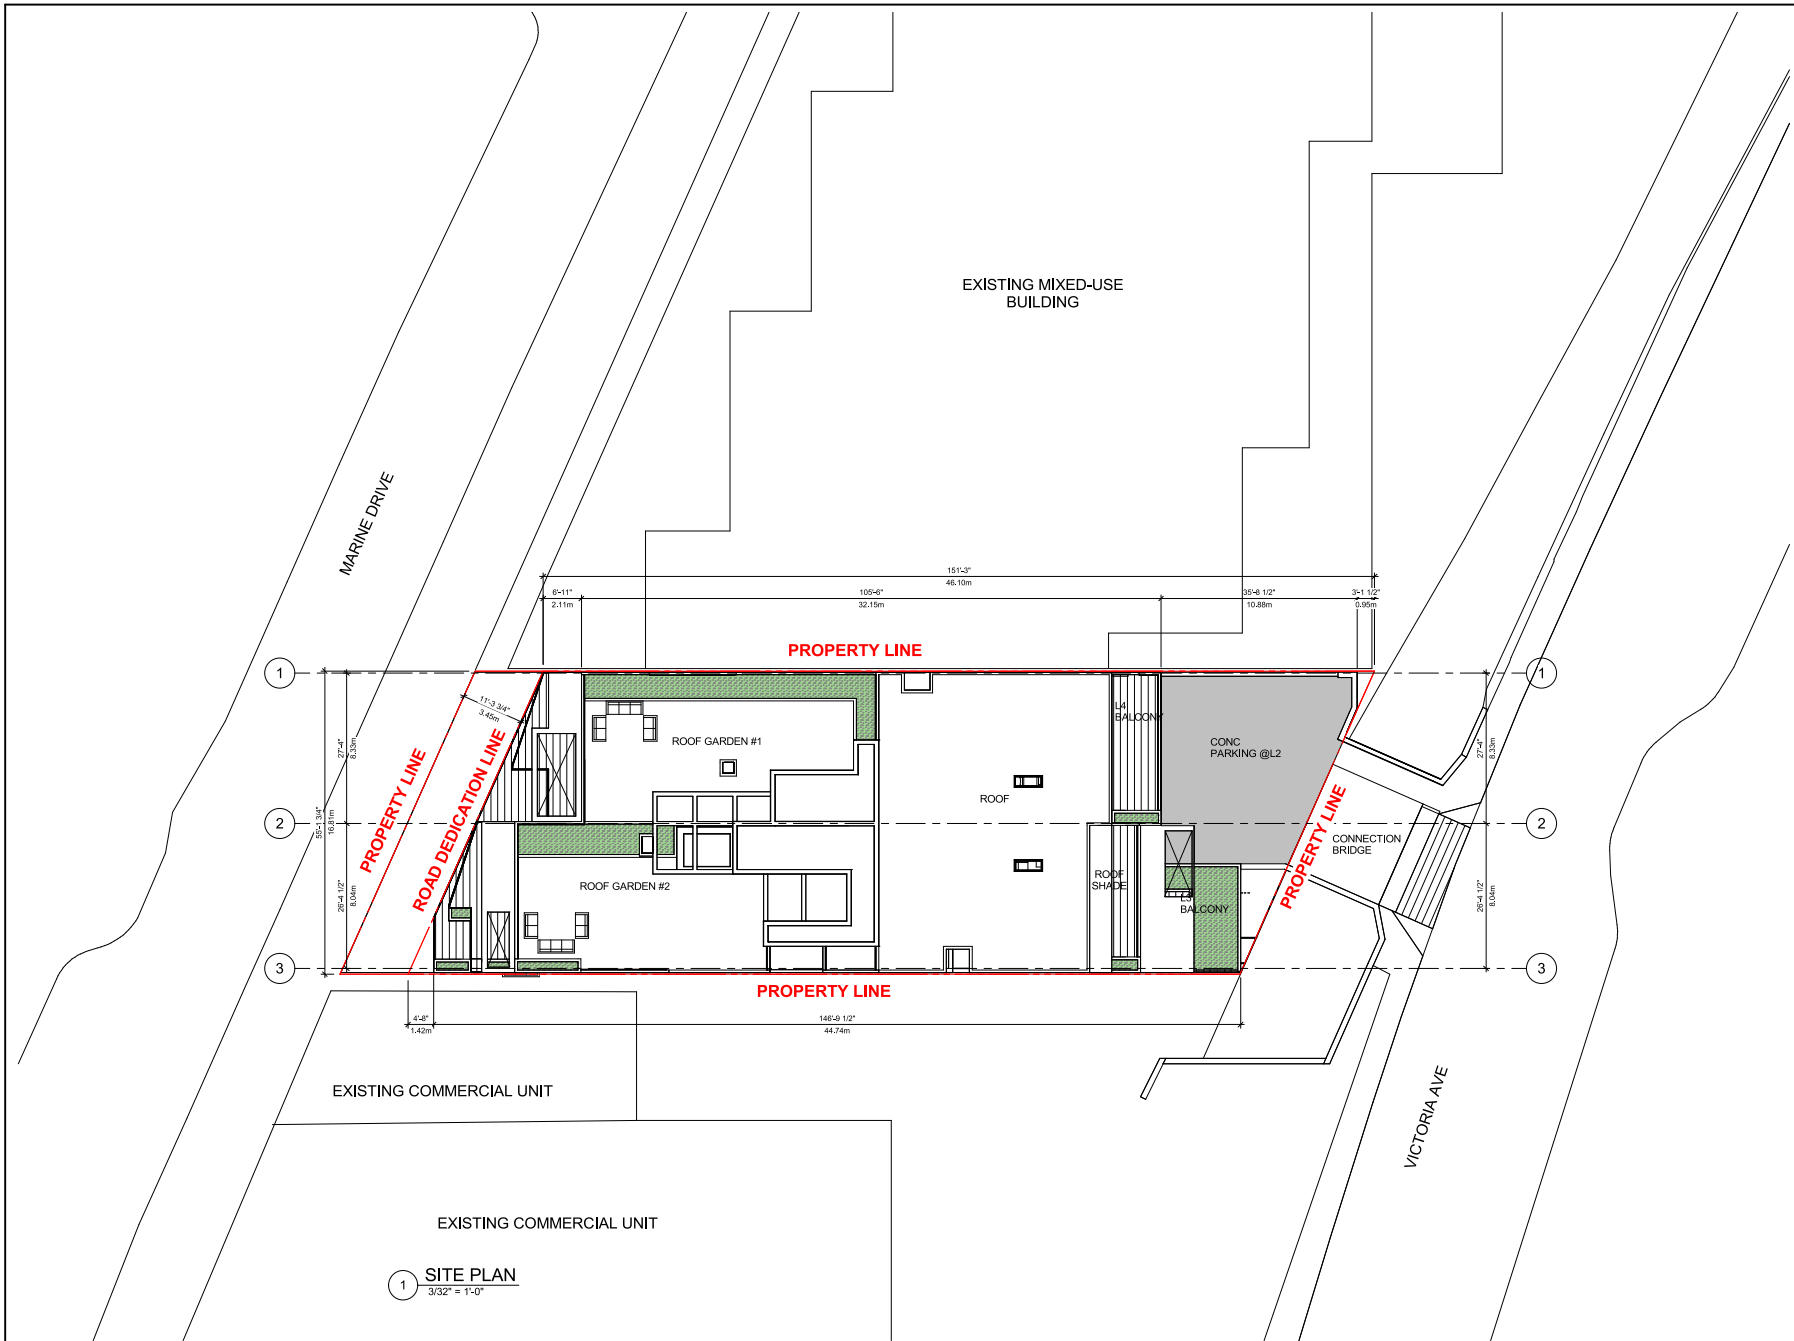 EXISTING MIXED-USE
BUILDING
MARINE DRIVE
151'-3"
46.10m
6'-11"
2.11m
105'-6"
32.15m
35'-8 1/2"
10.88m
3'-1 1/2"
0.95m
PROPERTY LINE
1
1
11'-3 3/4"
3.45m
27'-4"
8.33m
L4
BALCONY
ROOF GARDEN #1
CONC
PARKING @L2
27'-4"
8.33m
PROPERTY LINE
ROAD DEDICATION LINE
ROOF
PROPERTY LINE
2
55'-1 3/4"
16.81m
2
CONNECTION
BRIDGE
ROOF GARDEN #2
ROOF
SHADE
26'-4 1/2"
8.04m
L3
BALCONY
26'-4 1/2"
8.04m
3
3
PROPERTY LINE
4'-8"
1.42m
146'-9 1/2"
44.74m
EXISTING COMMERCIAL UNIT
VICTORIA AVE
EXISTING COMMERCIAL UNIT
1
SITE PLAN
3/32" = 1'-0"